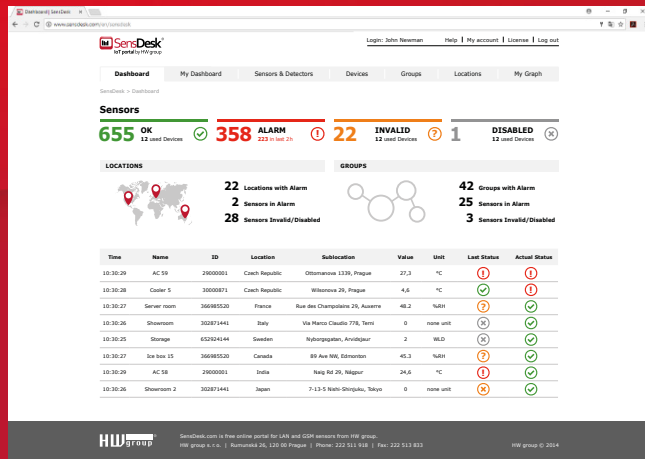 Dashboard | SensDesk
SensDesk
IoT portal by HW group
Login: John Newman Help | My account | License | Log out
Dashboard My Dashboard Sensors & Detectors Devices Groups Locations My Graph
SensDesk > Dashboard
Sensors
655 OK 12 used Devices
358 ALARM 223 in last 2h
22 INVALID 12 used Devices
1 DISABLED 12 used Devices
LOCATIONS
22 Locations with Alarm
2 Sensors in Alarm
28 Sensors Invalid/Disabled
GROUPS
42 Groups with Alarm
25 Sensors in Alarm
3 Sensors Invalid/Disabled
Time Name ID Location Sublocation Value Unit Last Status Actual Status
10:30:29 AC 59 29000001 Czech Republic Ottomanova 1339, Prague 27,3 °C
10:30:28 Cooler 5 30000871 Czech Republic Wilsonova 29, Prague 4,6 °C
10:30:27 Server room 366985520 France Rue des Champolains 29, Auxerre 48.2 %RH
10:30:26 Showroom 302871441 Italy Via Marco Claudio 778, Terni 0 none unit
10:30:25 Storage 652924144 Sweden Nyborgsgatan, Arvidsjaur 2 WLD
10:30:27 Ice box 15 366985520 Canada 89 Ave NW, Edmonton 45.3 %RH
10:30:29 AC 58 29000001 India Naig Rd 29, Nāgpur 24,6 °C
10:30:26 Showroom 2 302871441 Japan 7-13-5 Nishi-Shinjuku, Tokyo 0 none unit
HW group
SensDesk.com is free online portal for LAN and GSM sensors from HW group.
HW group s. r. o. | Rumunská 26, 120 00 Prague | Phone: 222 511 918 | Fax: 222 513 833
HW group © 2014